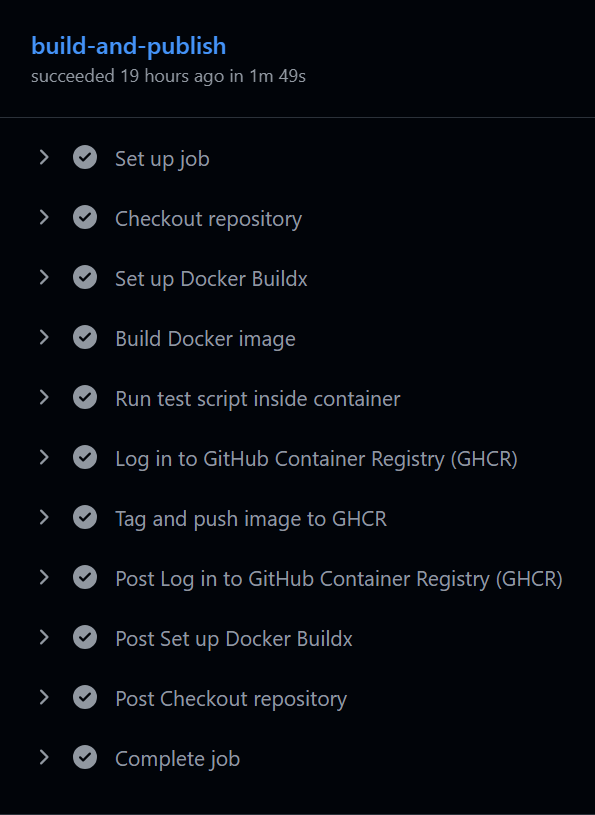 build-and-publish
succeeded 19 hours ago in 1m 49s
Set up job
Checkout repository
Set up Docker Buildx
Build Docker image
Run test script inside container
Log in to GitHub Container Registry (GHCR)
Tag and push image to GHCR
Post Log in to GitHub Container Registry (GHCR)
Post Set up Docker Buildx
Post Checkout repository
Complete job